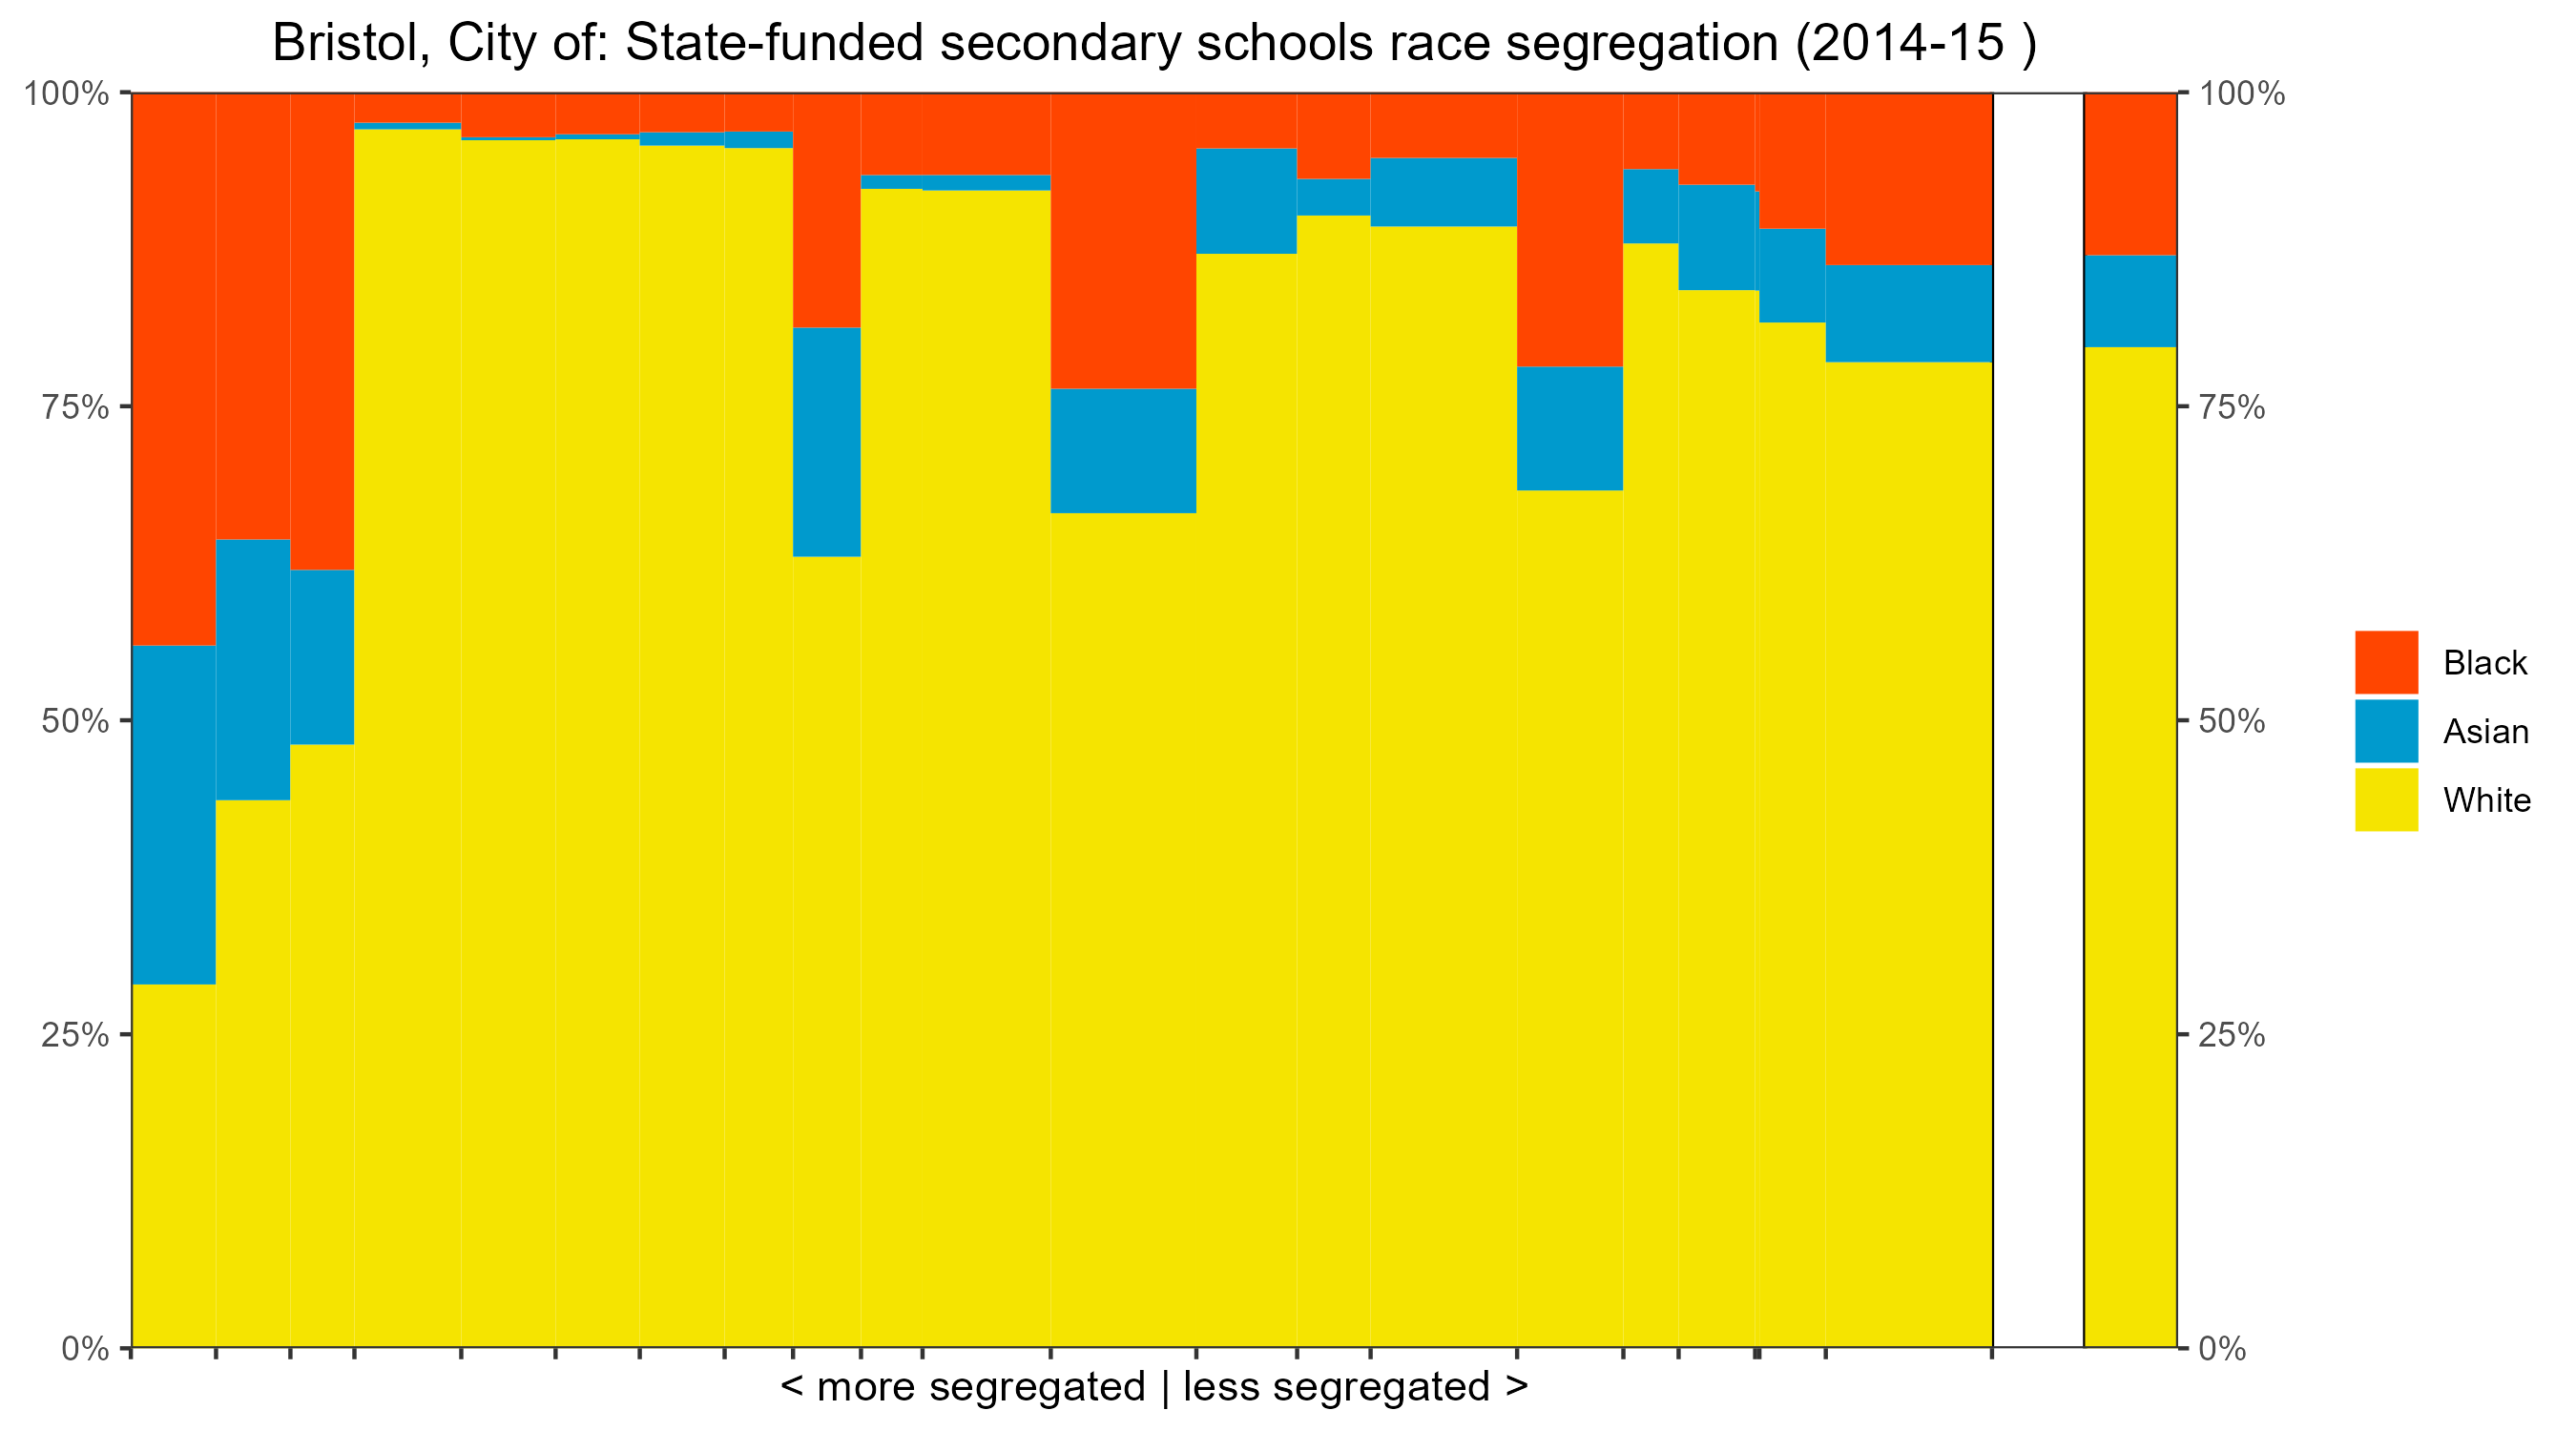 Bristol, City of: State-funded secondary schools race segregation (2014-15 )
100%
75%
50%
25%
0%
100%
75%
50%
25%
0%
Black
Asian
White
< more segregated | less segregated >